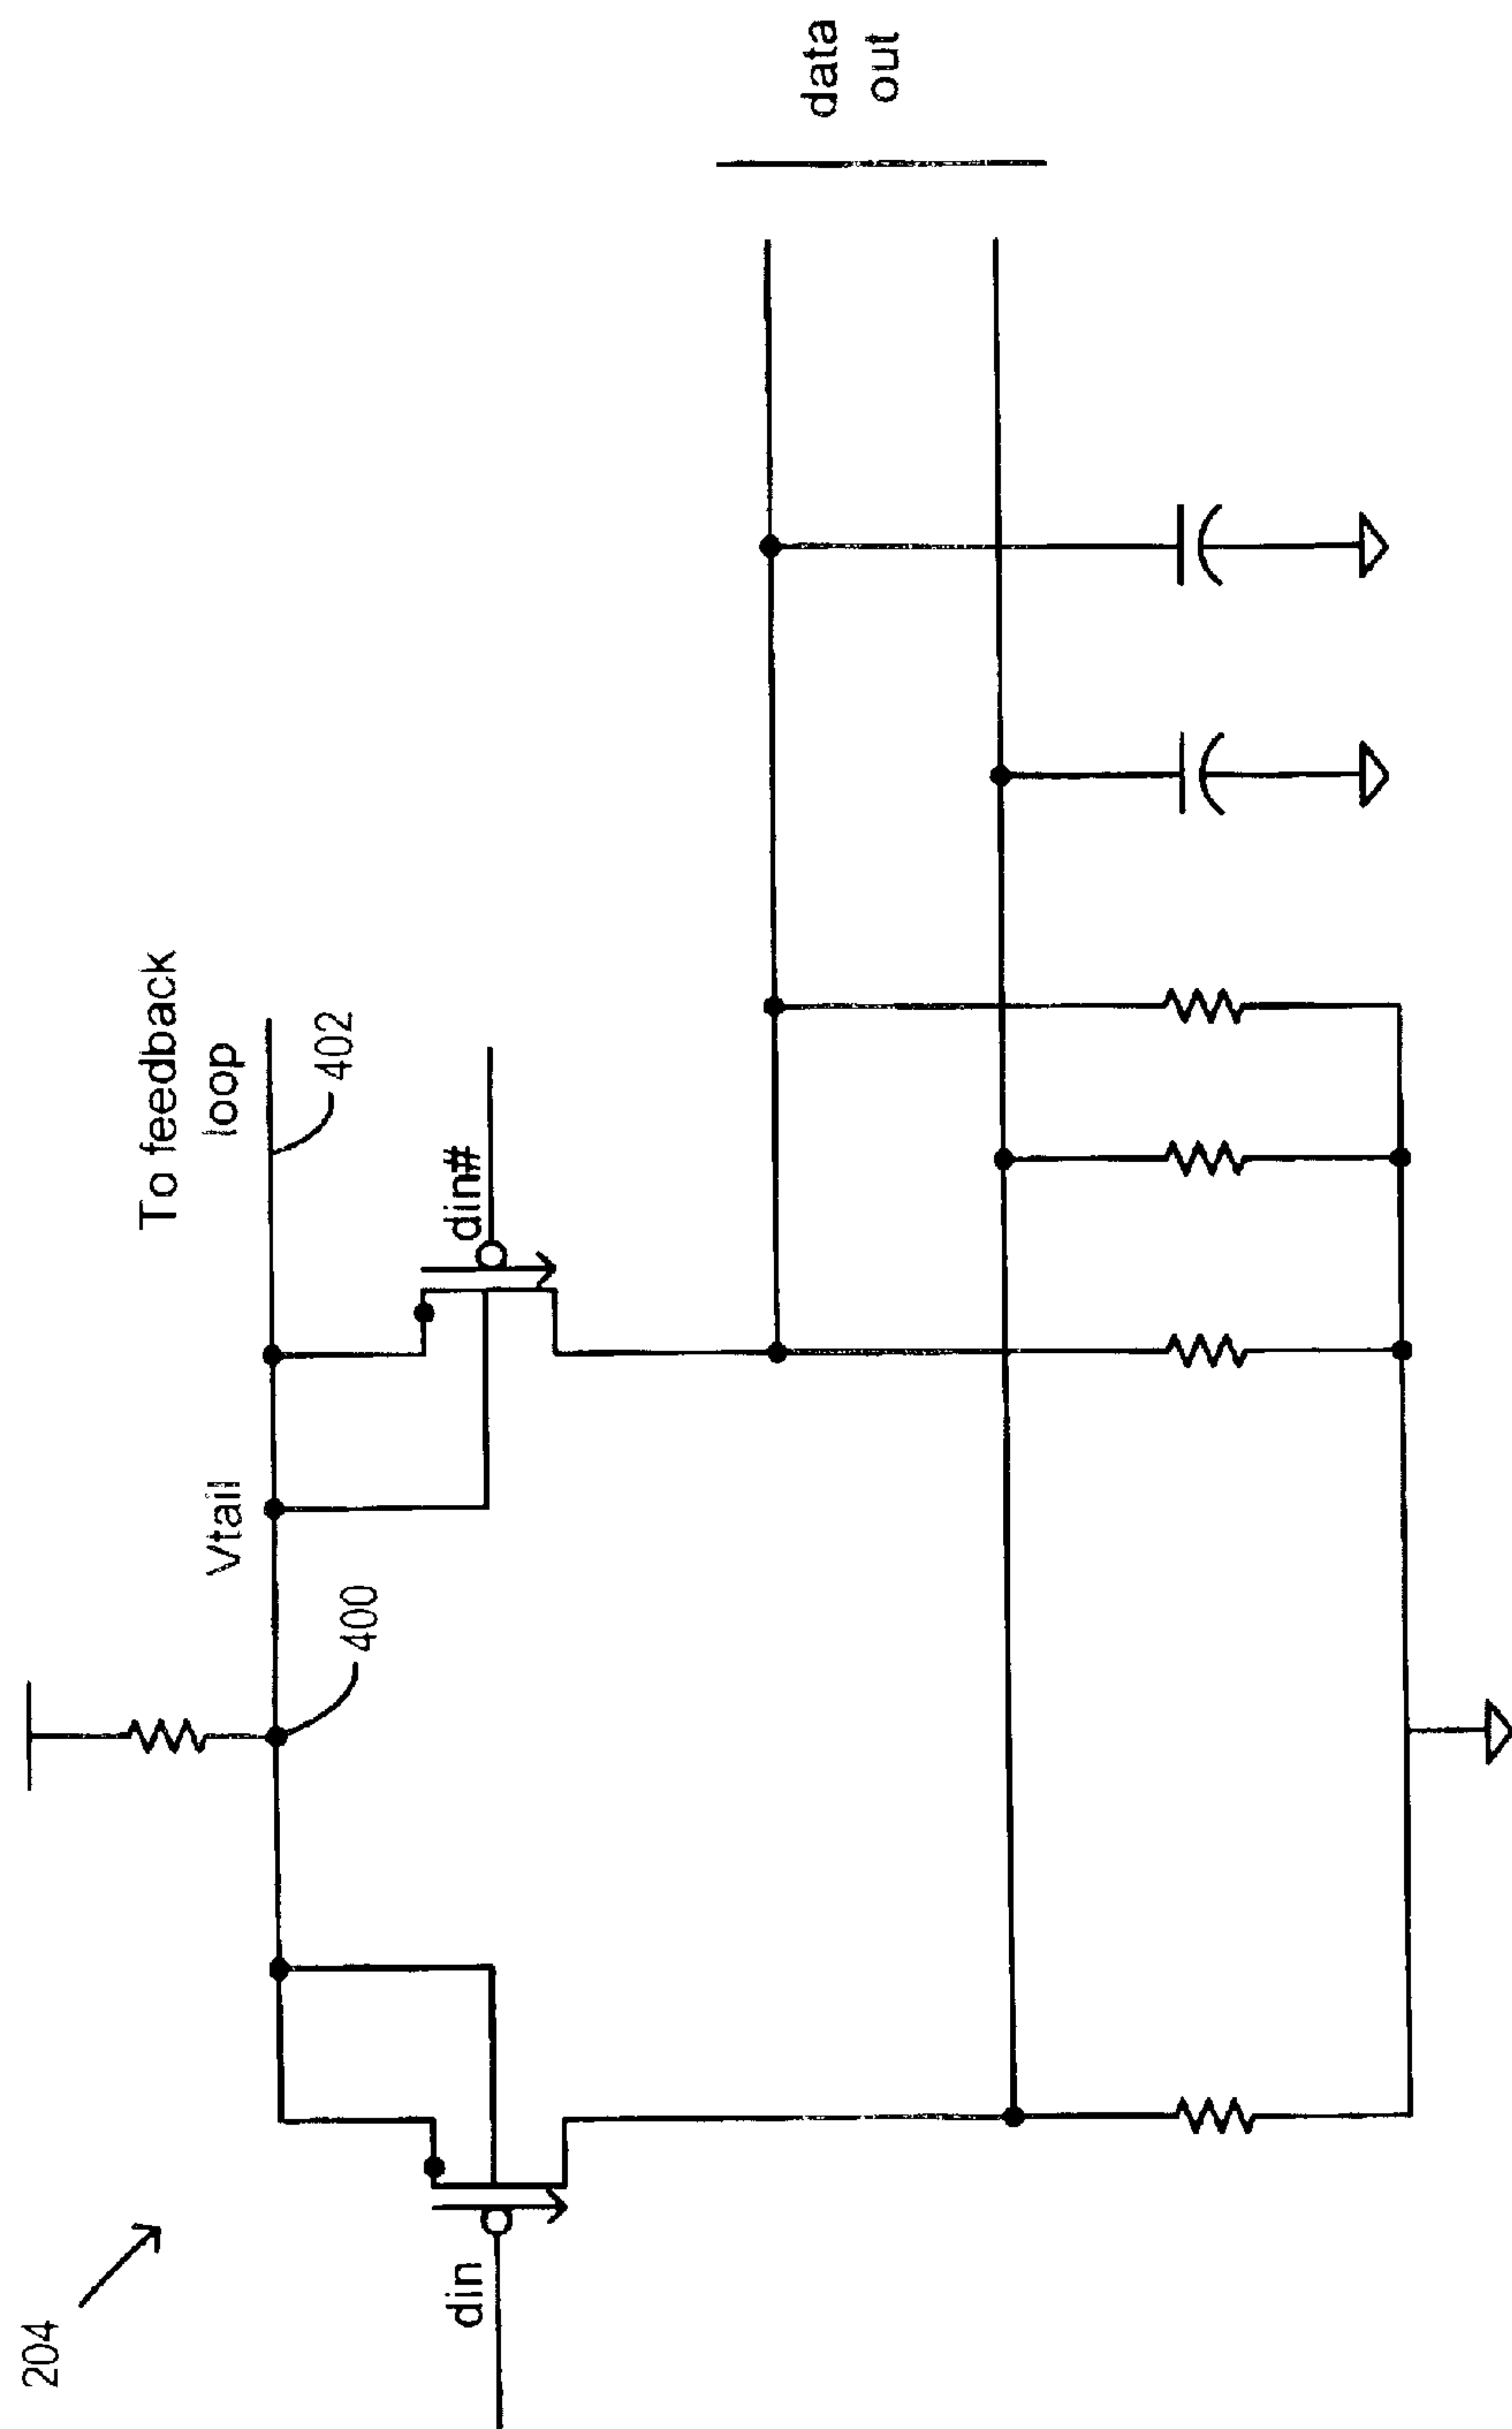 204
din
400
Vtail
din#
402
To feedback
loop
data
out